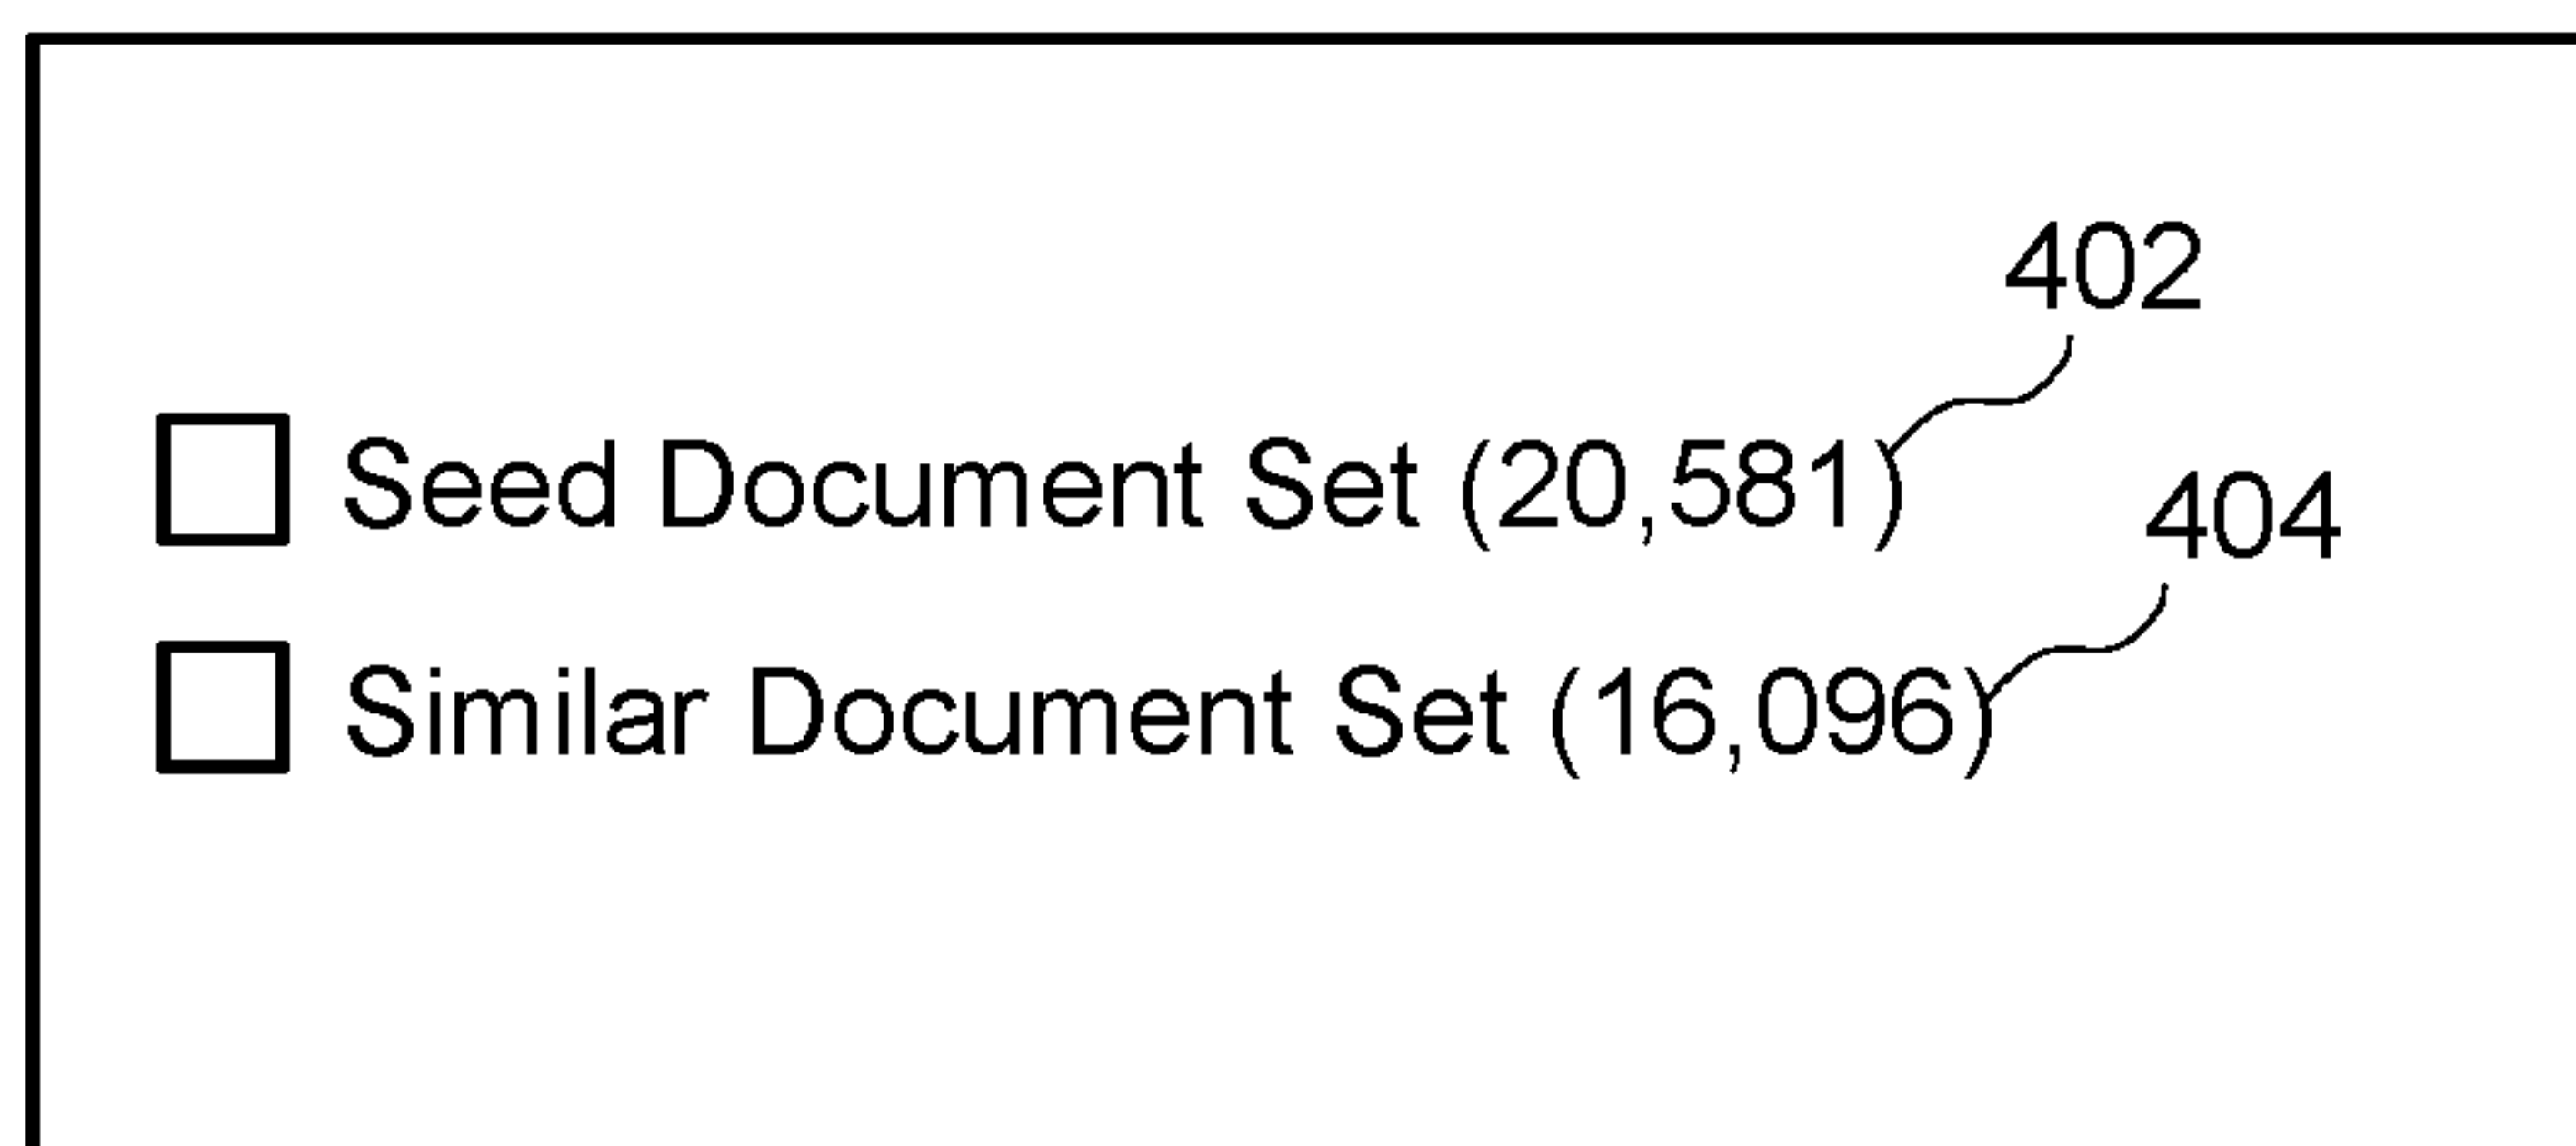 402
Seed Document Set (20,581)
404
Similar Document Set (16,096)